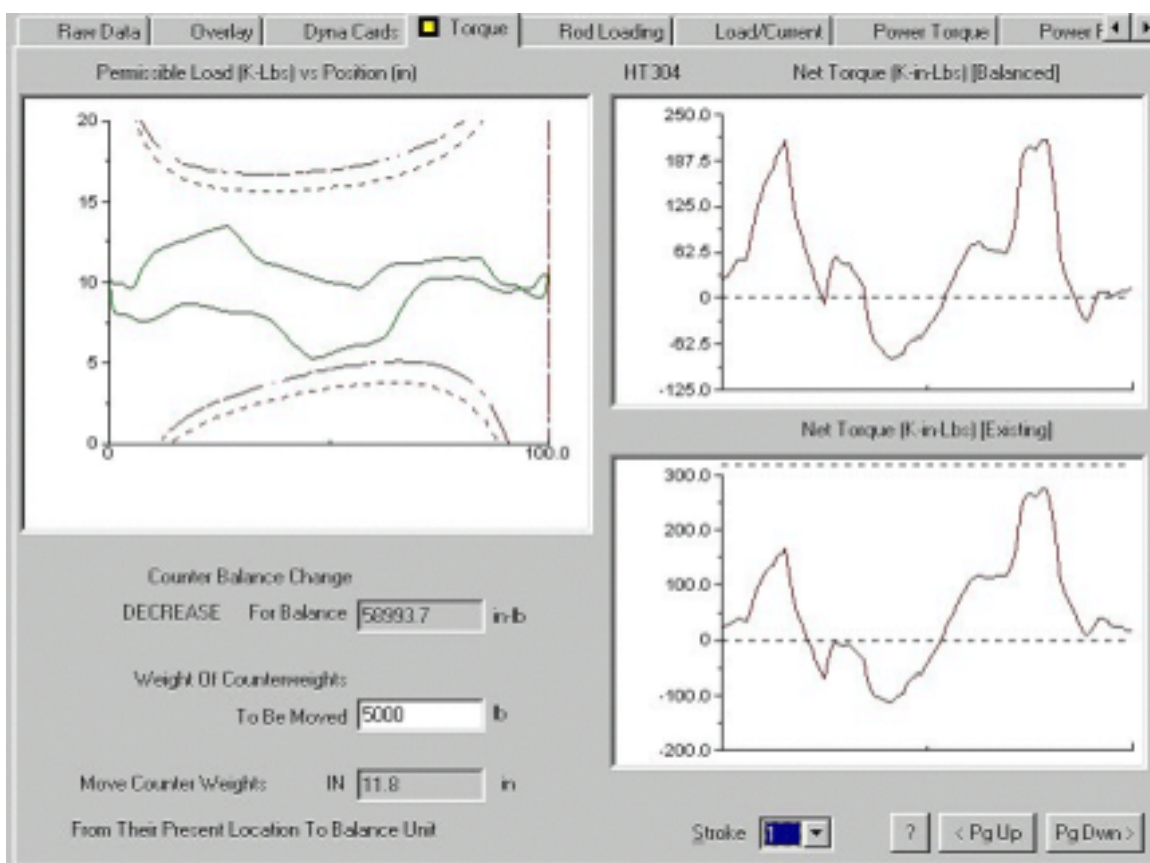 Raw Data Overlay Dyna Cards Torque Rod Loading Load/Current Power Torque Power F
Permissible Load (K-Lbs) vs Position (in)
HT304 Net Torque (K-in-Lbs) [Balanced]
20
15
10
5
0
0 100.0
250.0
187.5
125.0
62.5
0
-62.5
-125.0
Net Torque (K-in-Lbs) [Existing]
300.0
200.0
100.0
0
-100.0
-200.0
Counter Balance Change
DECREASE For Balance 58993.7 in-lb
Weight Of Counterweights
To Be Moved 5000 lb
Move Counter Weights IN 11.8 in
From Their Present Location To Balance Unit
Stroke 1 ? < Pg Up Pg Dwn >